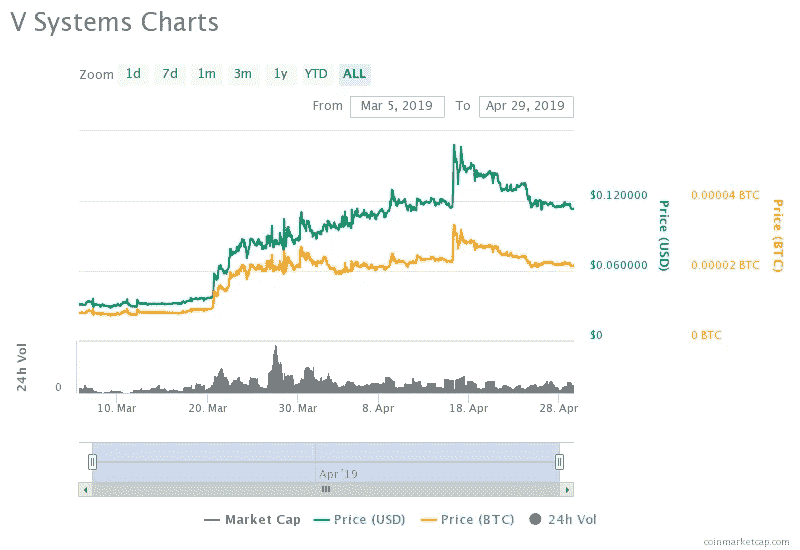 V Systems Charts
Zoom 1d 7d 1m 3m 1y YTD ALL
From Mar 5, 2019 To Apr 29, 2019
$0.120000 0.00004 BTC
$0.060000 0.00002 BTC
$0 0 BTC
Price (USD)
Price (BTC)
24h Vol
0
10. Mar 20. Mar 30. Mar 8. Apr 18. Apr 28. Apr
Apr '19
Market Cap Price (USD) Price (BTC) 24h Vol
coinmarketcap.com